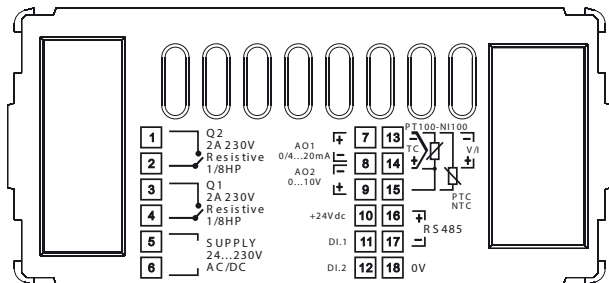 1
Q2
2A 230V
2
Resistive
1/8HP
3
Q1
2A 230V
4
Resistive
1/8HP
5
SUPPLY
24...230V
6
AC/DC
PT100-NI100
AO1
0/4...20mA
+
-
7
13
-
TC
+
V/I
8
14
AO2
0...10V
-
+
9
15
PTC
NTC
+24Vdc
10
16
+
-
RS485
DI.1
11
17
DI.2
12
18
0V